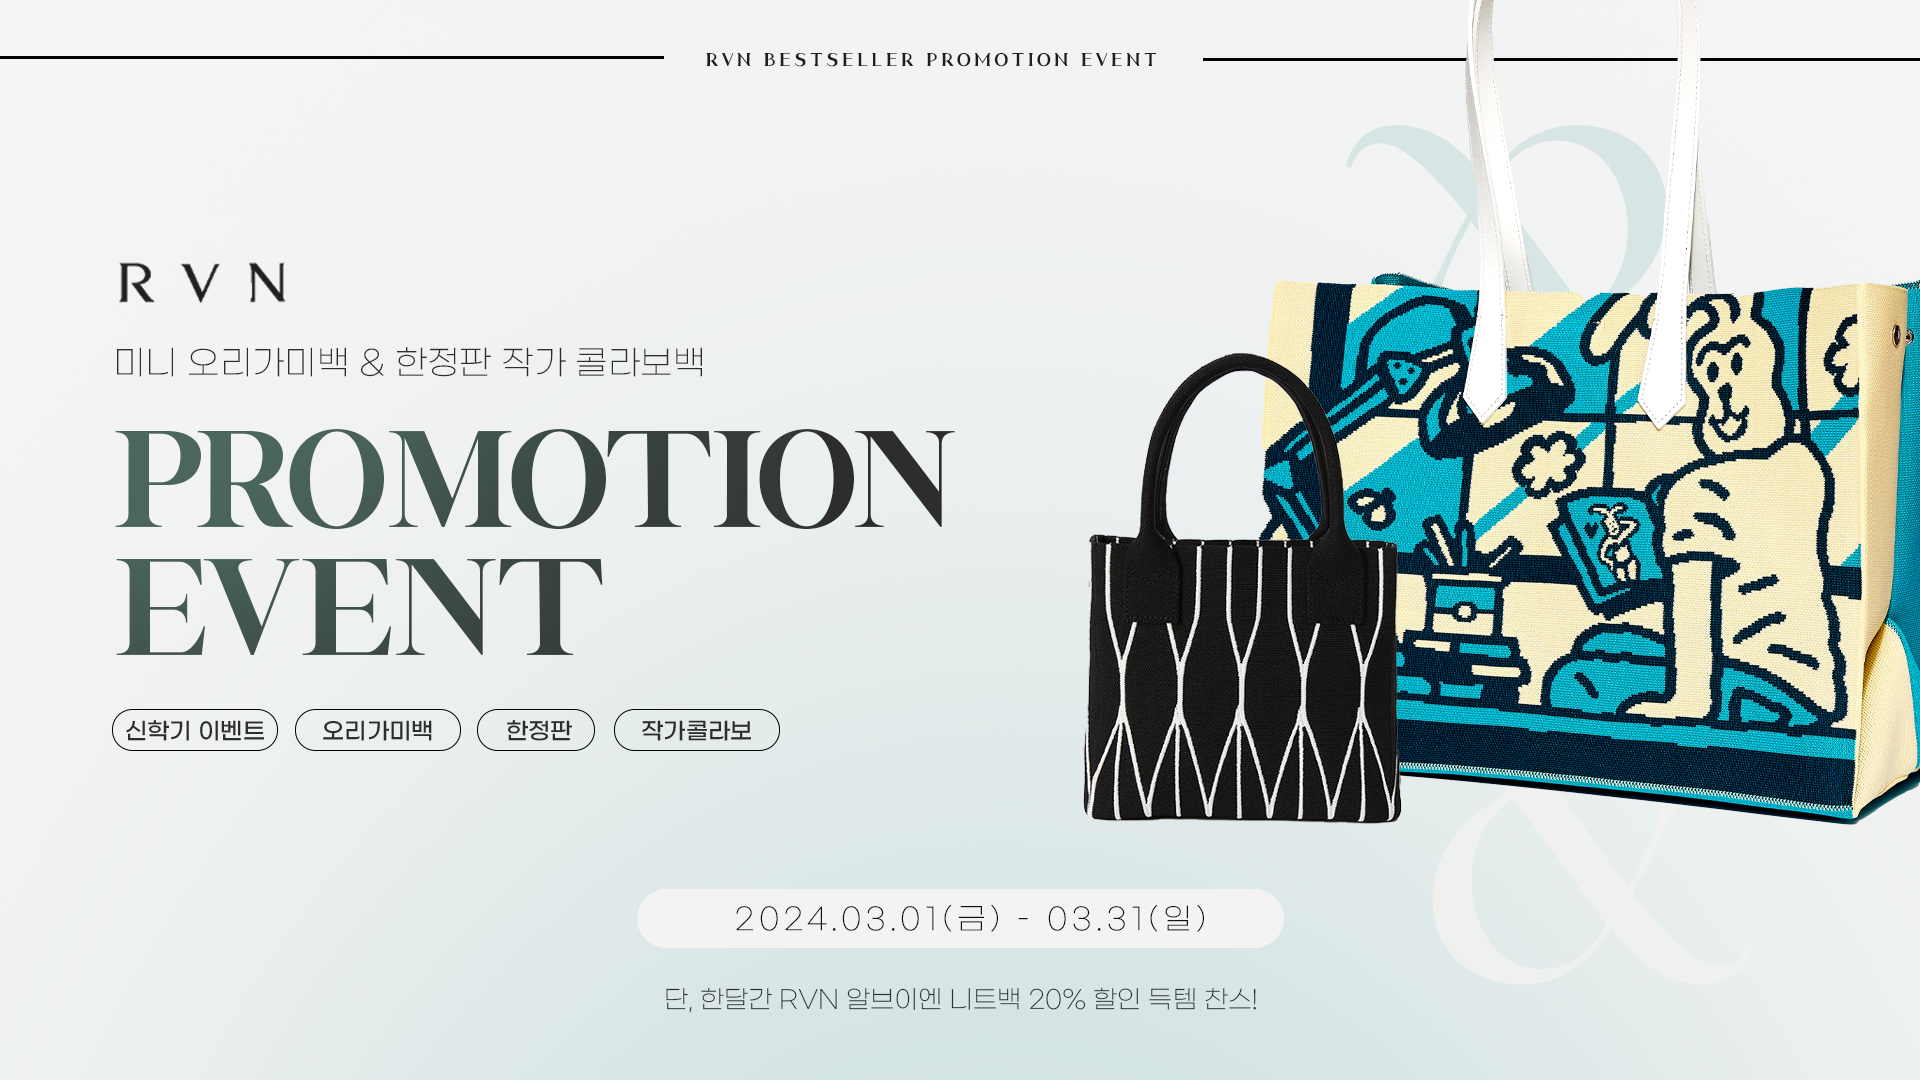 RVN BESTSELLER PROMOTION EVENT
RVN
미니 오리가미백 & 한정판 작가 콜라보백
PROMOTION
EVENT
신학기 이벤트 오리가미백 한정판 작가콜라보
2024.03.01(금) - 03.31(일)
단, 한달간 RVN 알브이엔 니트백 20% 할인 득템 찬스!
&
&